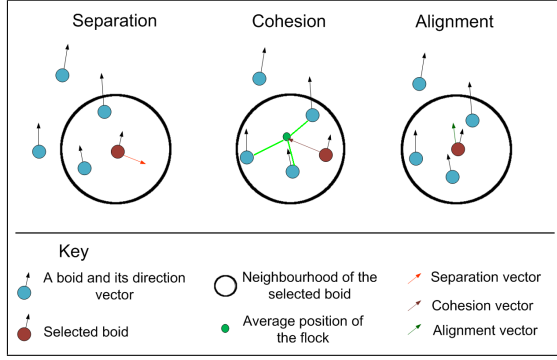 Separation
Cohesion
Alignment
Key
A boid and its direction
vector
Selected boid
Neighbourhood of the
selected boid
Average position of
the flock
Separation vector
Cohesion vector
Alignment vector